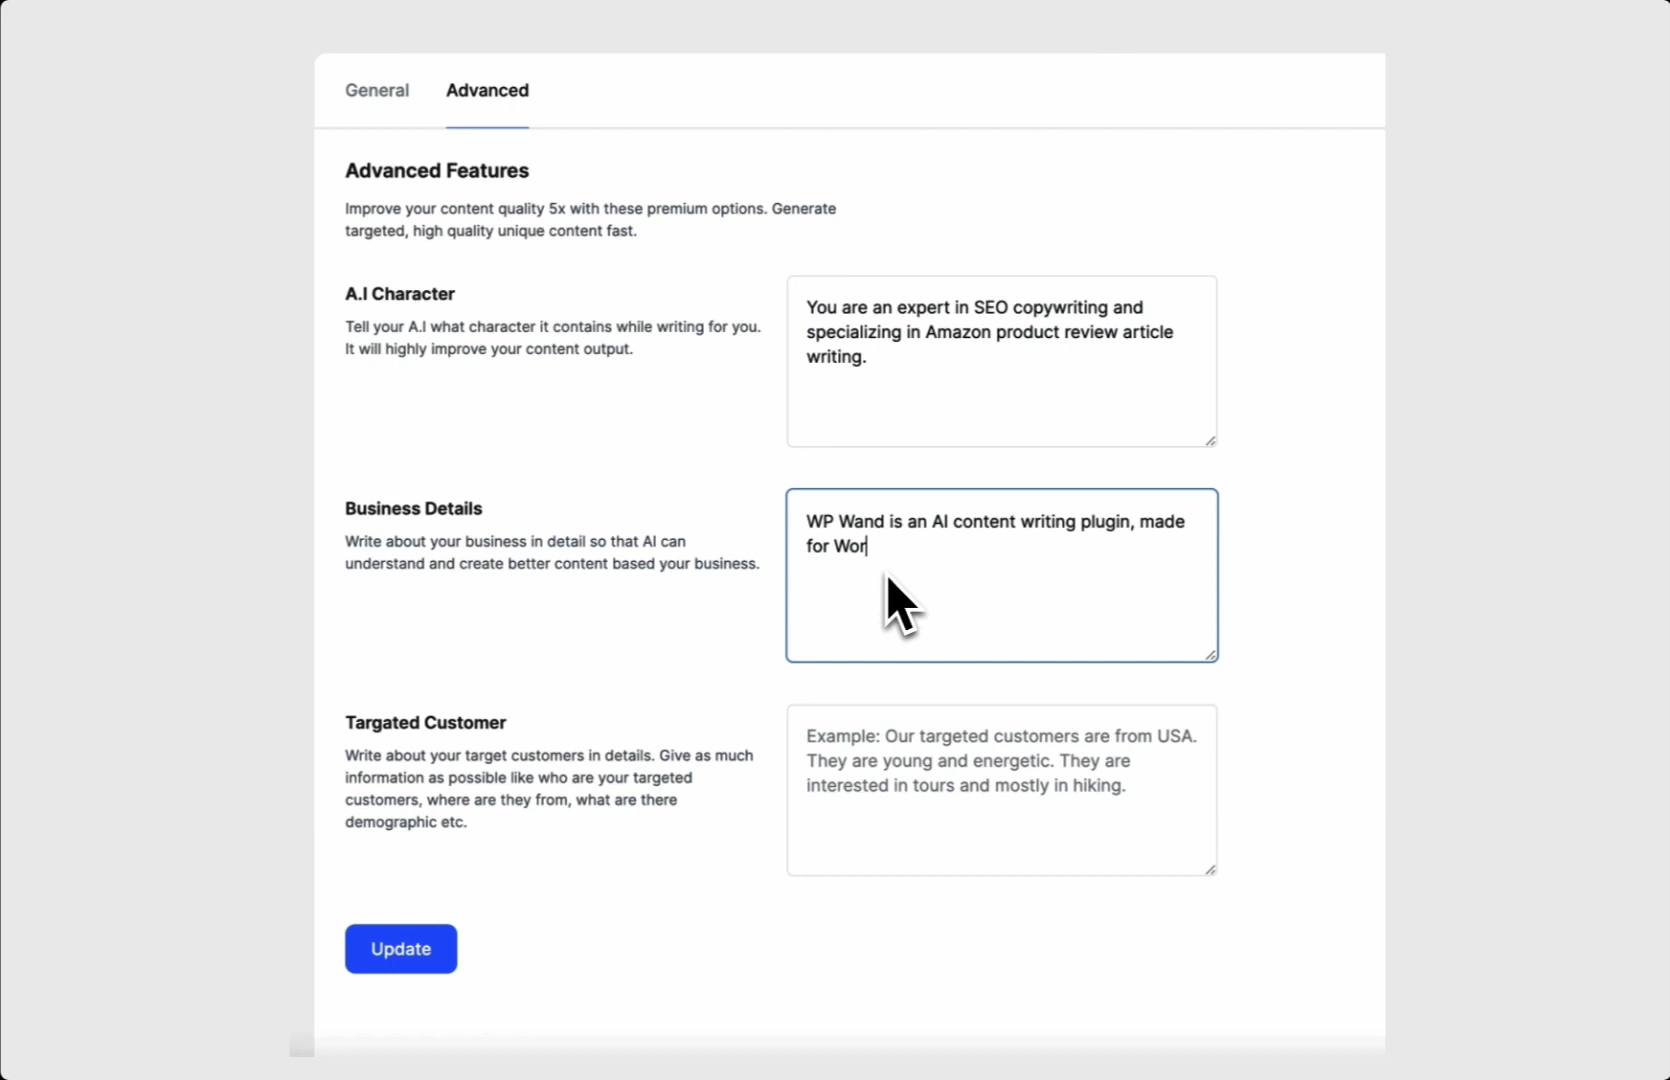 General Advanced
Advanced Features
Improve your content quality 5x with these premium options. Generate
targeted, high quality unique content fast.
A.I Character
Tell your A.I what character it contains while writing for you.
It will highly improve your content output.
You are an expert in SEO copywriting and
specializing in Amazon product review article
writing.
Business Details
Write about your business in detail so that AI can
understand and create better content based your business.
WP Wand is an AI content writing plugin, made
for Wor
Targated Customer
Write about your target customers in details. Give as much
information as possible like who are your targeted
customers, where are they from, what are there
demographic etc.
Example: Our targeted customers are from USA.
They are young and energetic. They are
interested in tours and mostly in hiking.
Update